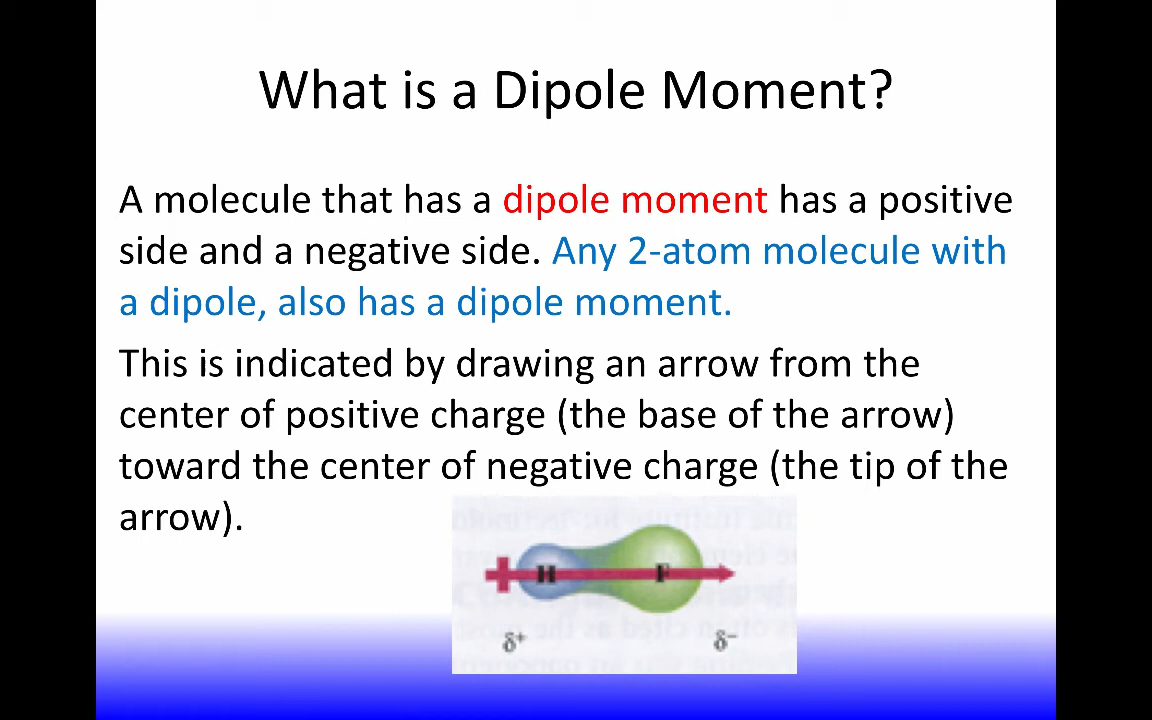 What is a Dipole Moment?
A molecule that has a dipole moment has a positive
side and a negative side. Any 2-atom molecule with
a dipole, also has a dipole moment.
This is indicated by drawing an arrow from the
center of positive charge (the base of the arrow)
toward the center of negative charge (the tip of the
arrow).
H F
δ⁺ δ⁻